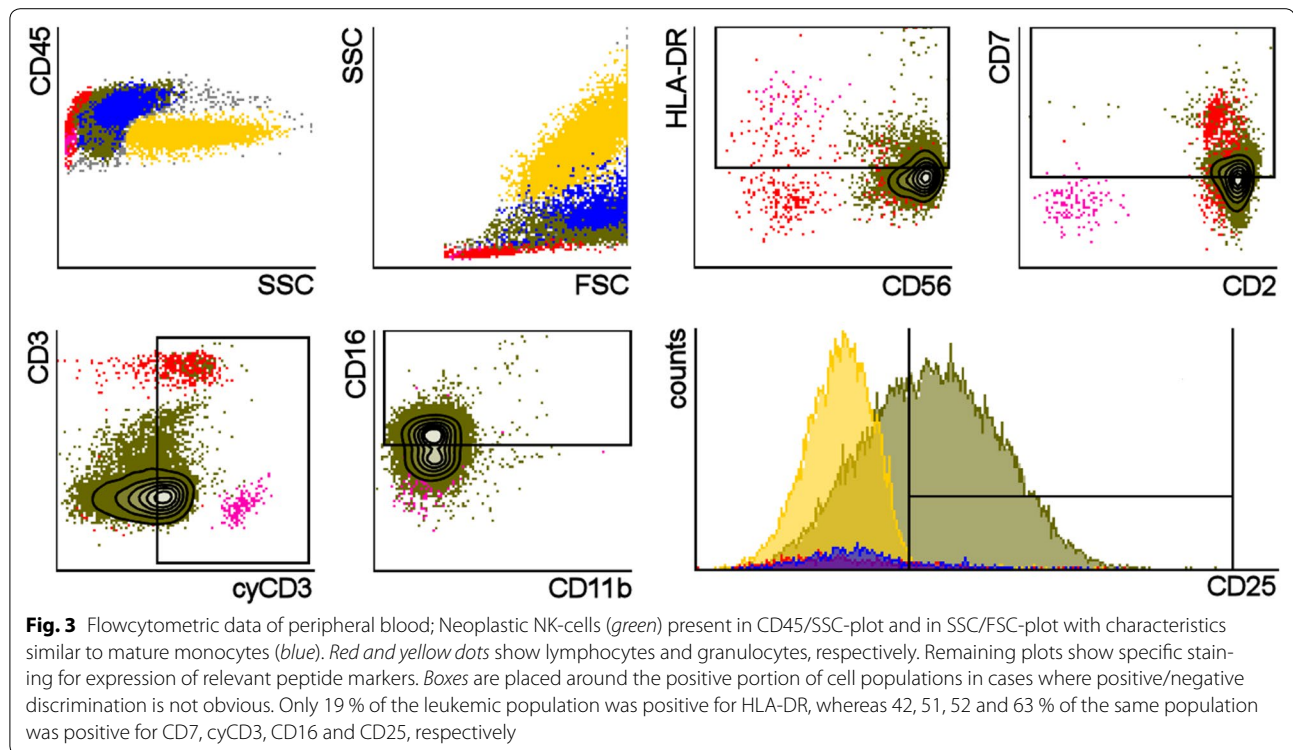 CD45
SSC
SSC
FSC
HLA-DR
CD56
CD7
CD2
CD3
cyCD3
CD16
CD11b
counts
CD25
Fig. 3 Flowcytometric data of peripheral blood; Neoplastic NK-cells (green) present in CD45/SSC-plot and in SSC/FSC-plot with characteristics
similar to mature monocytes (blue). Red and yellow dots show lymphocytes and granulocytes, respectively. Remaining plots show specific stain-
ing for expression of relevant peptide markers. Boxes are placed around the positive portion of cell populations in cases where positive/negative
discrimination is not obvious. Only 19 % of the leukemic population was positive for HLA-DR, whereas 42, 51, 52 and 63 % of the same population
was positive for CD7, cyCD3, CD16 and CD25, respectively